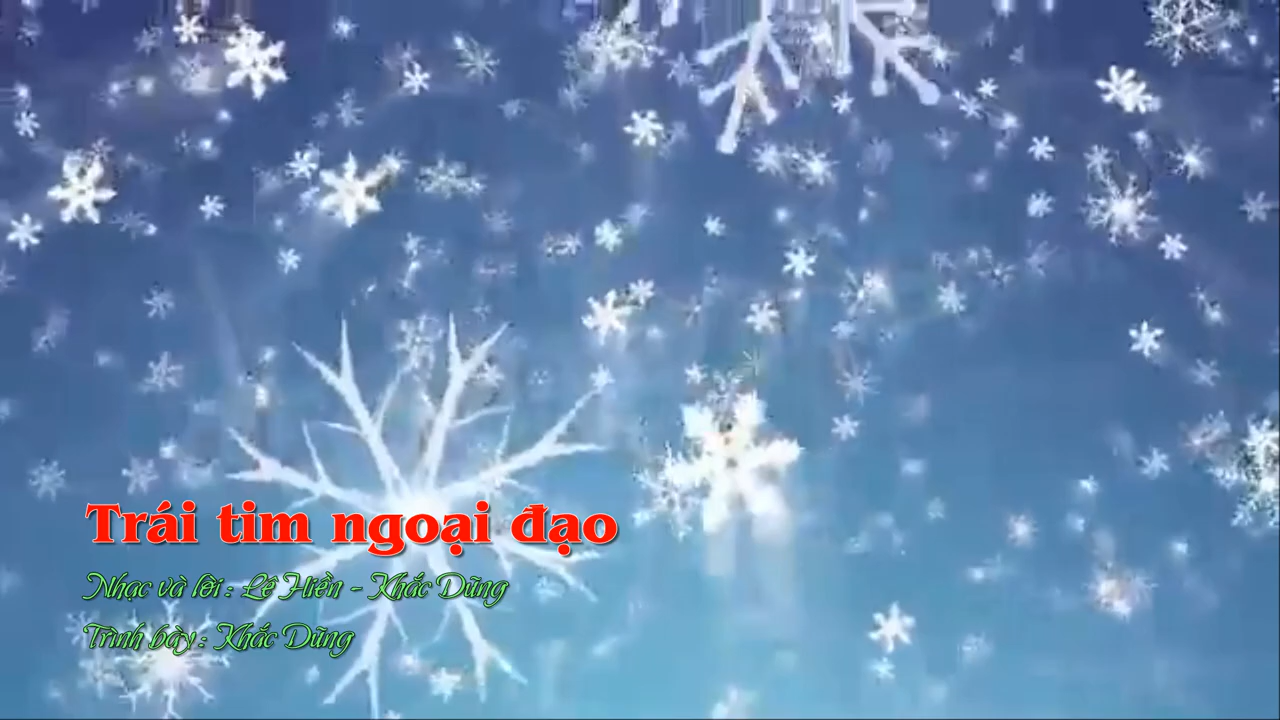 Trái tim ngoại đạo
Nhạc và lời : Lê Hiền - Khắc Dũng
Trình bày : Khắc Dũng